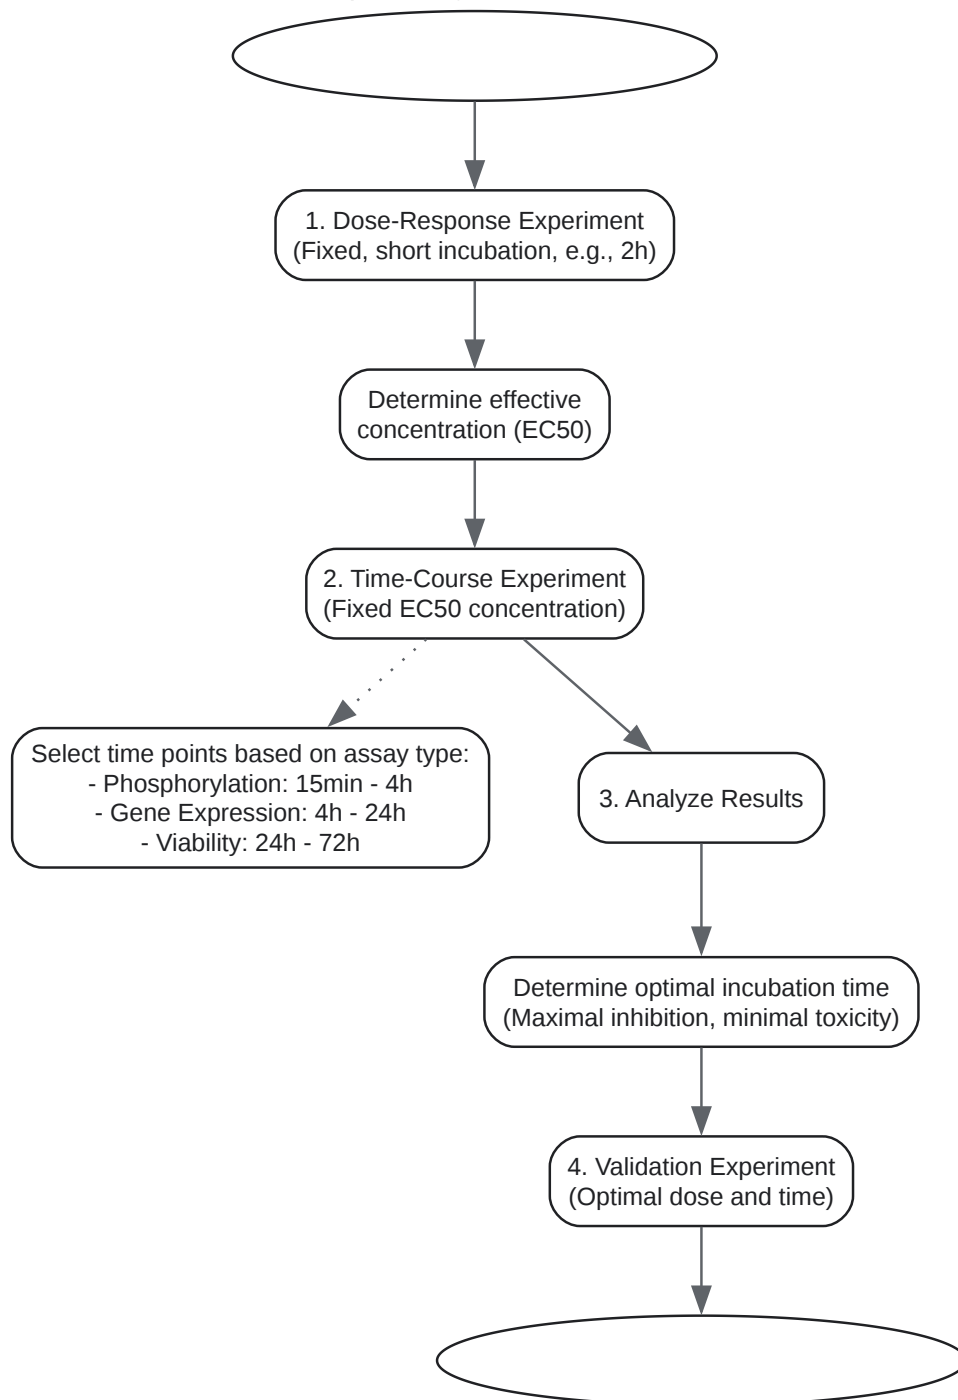 1. Dose-Response Experiment
(Fixed, short incubation, e.g., 2h)
Determine effective
concentration (EC50)
2. Time-Course Experiment
(Fixed EC50 concentration)
Select time points based on assay type:
- Phosphorylation: 15min - 4h
- Gene Expression: 4h - 24h
- Viability: 24h - 72h
3. Analyze Results
Determine optimal incubation time
(Maximal inhibition, minimal toxicity)
4. Validation Experiment
(Optimal dose and time)